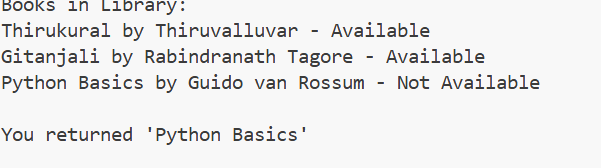 Books in Library:
Thirukural by Thiruvalluvar - Available
Gitanjali by Rabindranath Tagore - Available
Python Basics by Guido van Rossum - Not Available
You returned 'Python Basics'